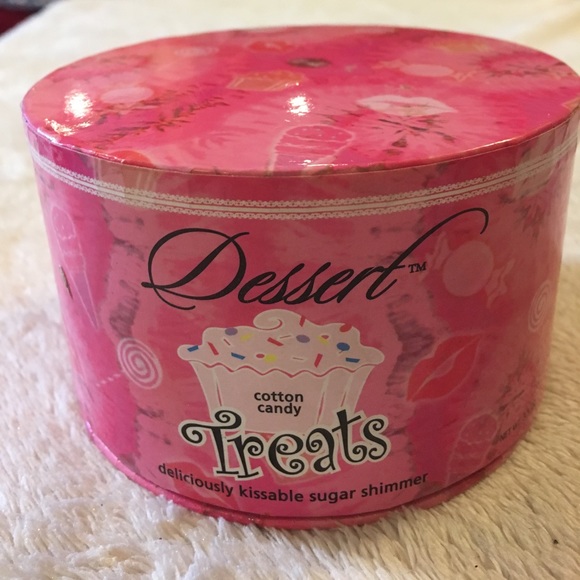 Dessert™
cotton
candy
Treats
deliciously kissable sugar shimmer